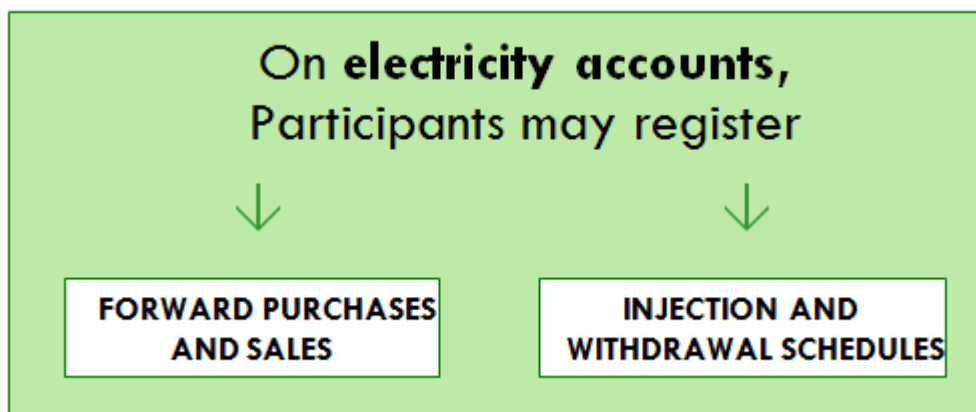 On electricity accounts,
Participants may register
FORWARD PURCHASES
AND SALES
INJECTION AND
WITHDRAWAL SCHEDULES